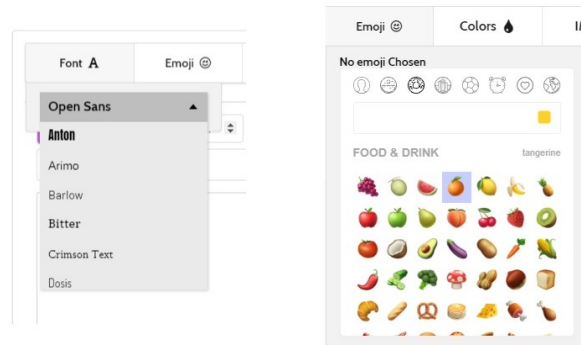 Font A
Emoji
Open Sans
Anton
Arimo
Barlow
Bitter
Crimson Text
Dosis
Emoji
Colors
No emoji Chosen
FOOD & DRINK
tangerine